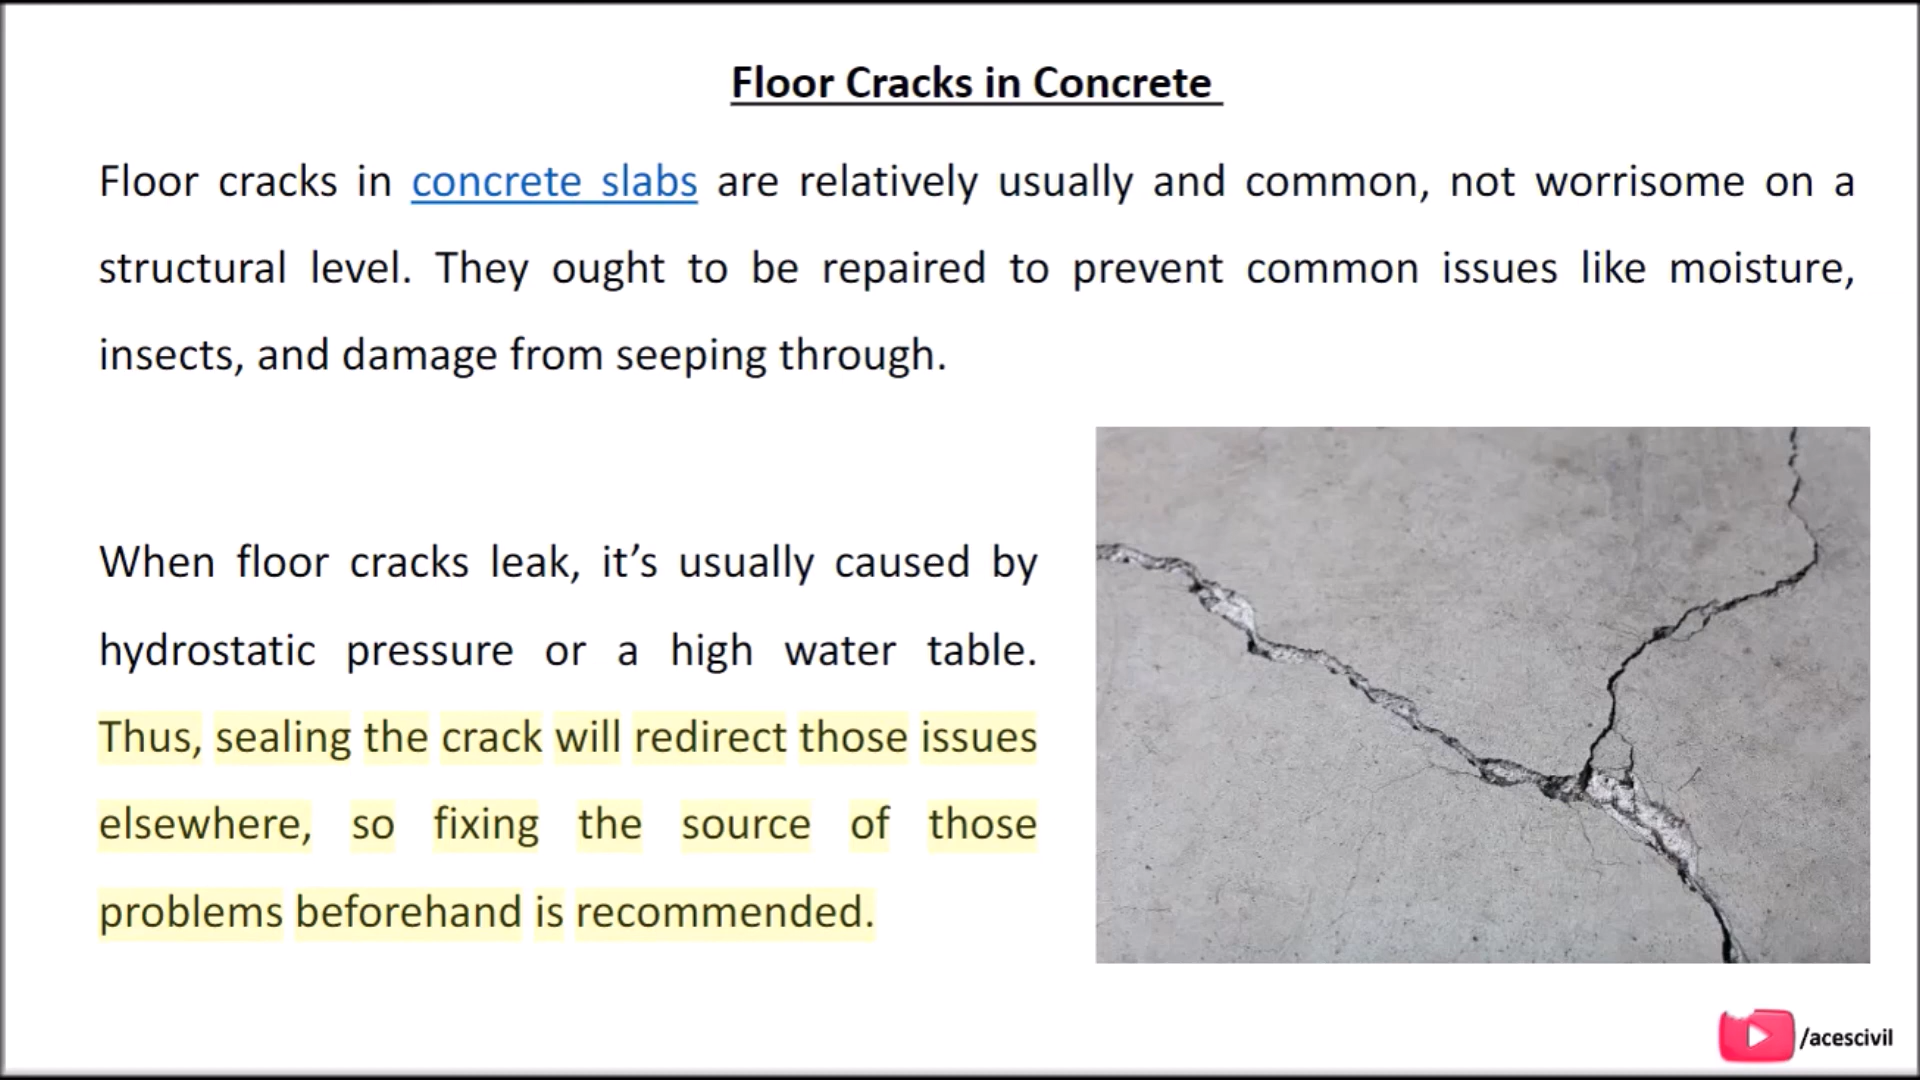 Floor Cracks in Concrete
Floor cracks in concrete slabs are relatively usually and common, not worrisome on a
structural level. They ought to be repaired to prevent common issues like moisture,
insects, and damage from seeping through.
When floor cracks leak, it’s usually caused by
hydrostatic pressure or a high water table.
Thus, sealing the crack will redirect those issues
elsewhere, so fixing the source of those
problems beforehand is recommended.
/acescivil